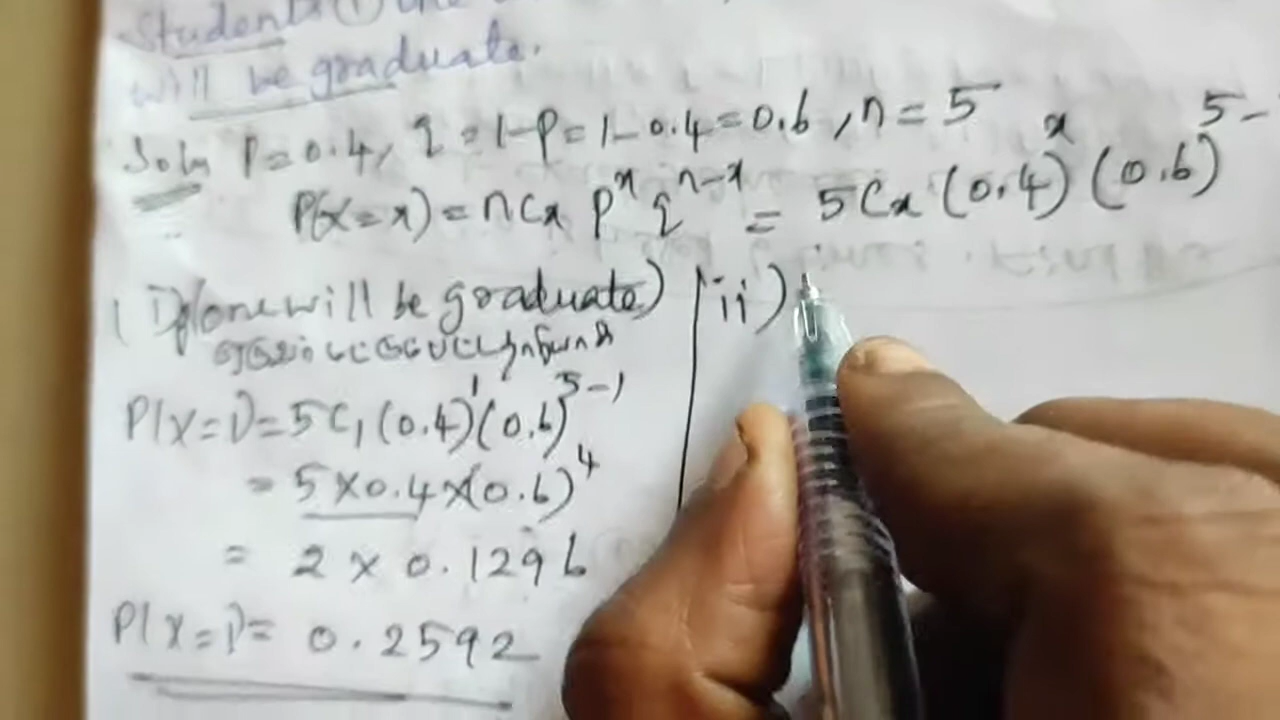 Students (1)
will be graduate.
Soln P=0.4, q=1-P=1-0.4=0.6, n=5
P(X=x)=nCx p^x q^n-x = 5Cx (0.4)^x (0.6)^5-
P(one will be graduate)
ii)
P(X=1)=5C1(0.4)^1(0.6)^5-1
= 5×0.4×(0.6)^4
= 2×0.1296
P(X=1)= 0.2592